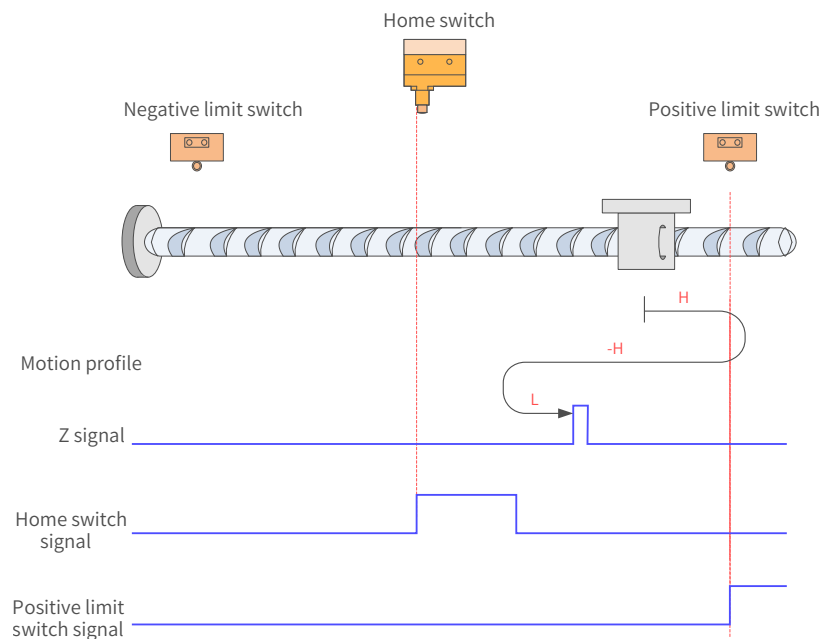 Home switch
Negative limit switch
Positive limit switch
H
-H
Motion profile
L
Z signal
Home switch
signal
Positive limit
switch signal